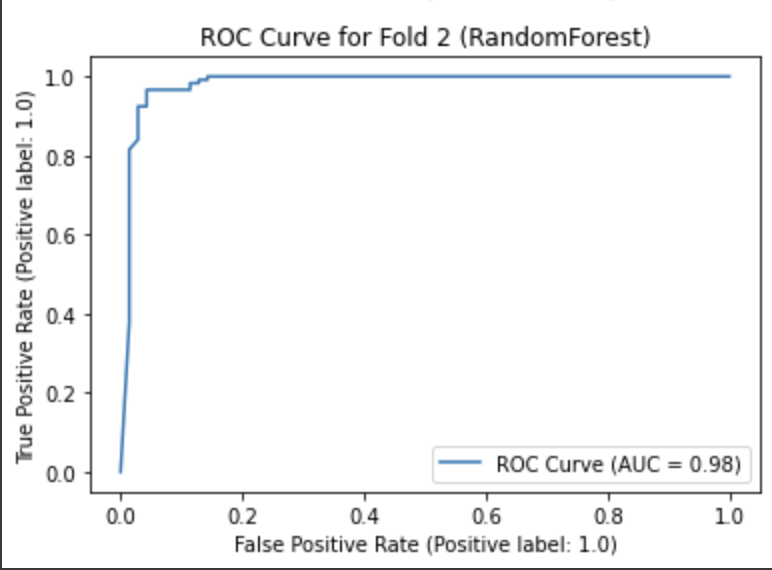 ROC Curve for Fold 2 (RandomForest)
True Positive Rate (Positive label: 1.0)
1.0
0.8
0.6
0.4
0.2
0.0
ROC Curve (AUC = 0.98)
0.0 0.2 0.4 0.6 0.8 1.0
False Positive Rate (Positive label: 1.0)